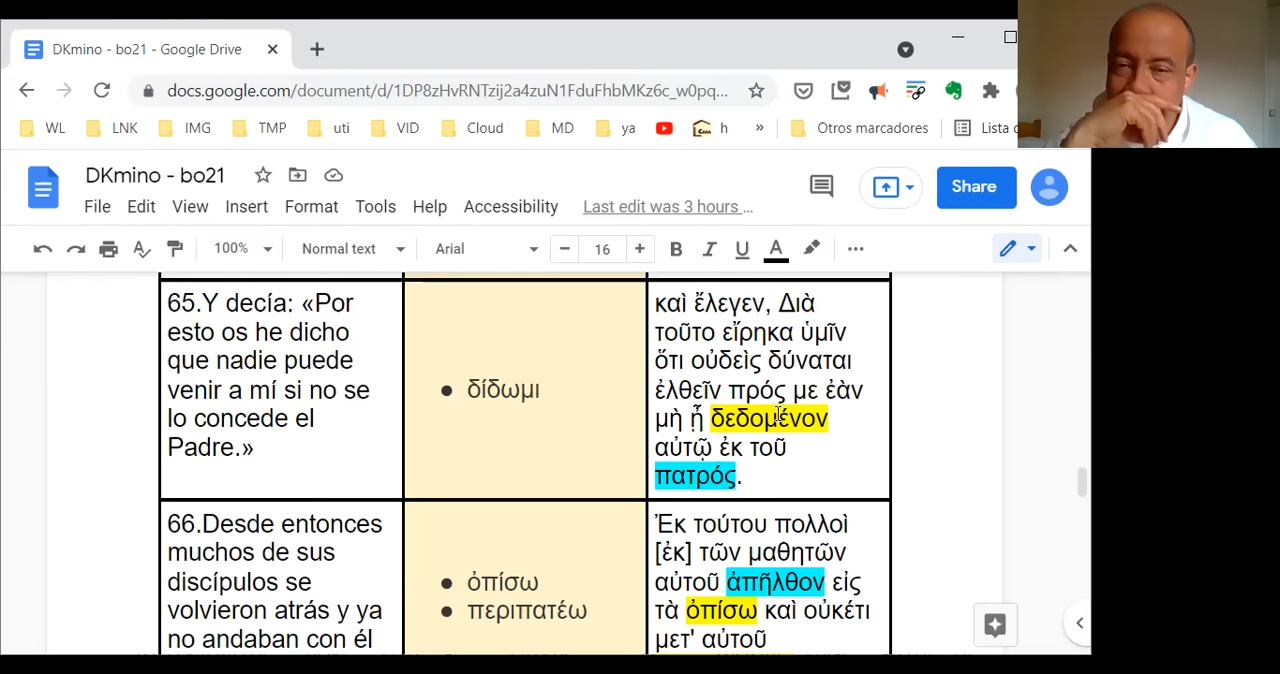 DKmino - bo21 - Google Drive
docs.google.com/document/d/1DP8zHvRNTzij2a4zuN1FduFhbMKz6c_w0pq...
WL LNK IMG TMP uti VID Cloud MD ya h » Otros marcadores Lista
DKmino - bo21
Share
File Edit View Insert Format Tools Help Accessibility Last edit was 3 hours ...
100% Normal text Arial 16 B I U A
65.Y decía: «Por
esto os he dicho
que nadie puede
venir a mí si no se
lo concede el
Padre.»
δίδωμι
καὶ ἔλεγεν, Διὰ
τοῦτο εἴρηκα ὑμῖν
ὅτι οὐδεὶς δύναται
ἐλθεῖν πρός με ἐὰν
μὴ ᾖ δεδομένον
αὐτῷ ἐκ τοῦ
πατρός.
66.Desde entonces
muchos de sus
discípulos se
volvieron atrás y ya
no andaban con él
ὀπίσω
περιπατέω
Ἐκ τούτου πολλοὶ
[ἐκ] τῶν μαθητῶν
αὐτοῦ ἀπῆλθον εἰς
τὰ ὀπίσω καὶ οὐκέτι
μετ' αὐτοῦ